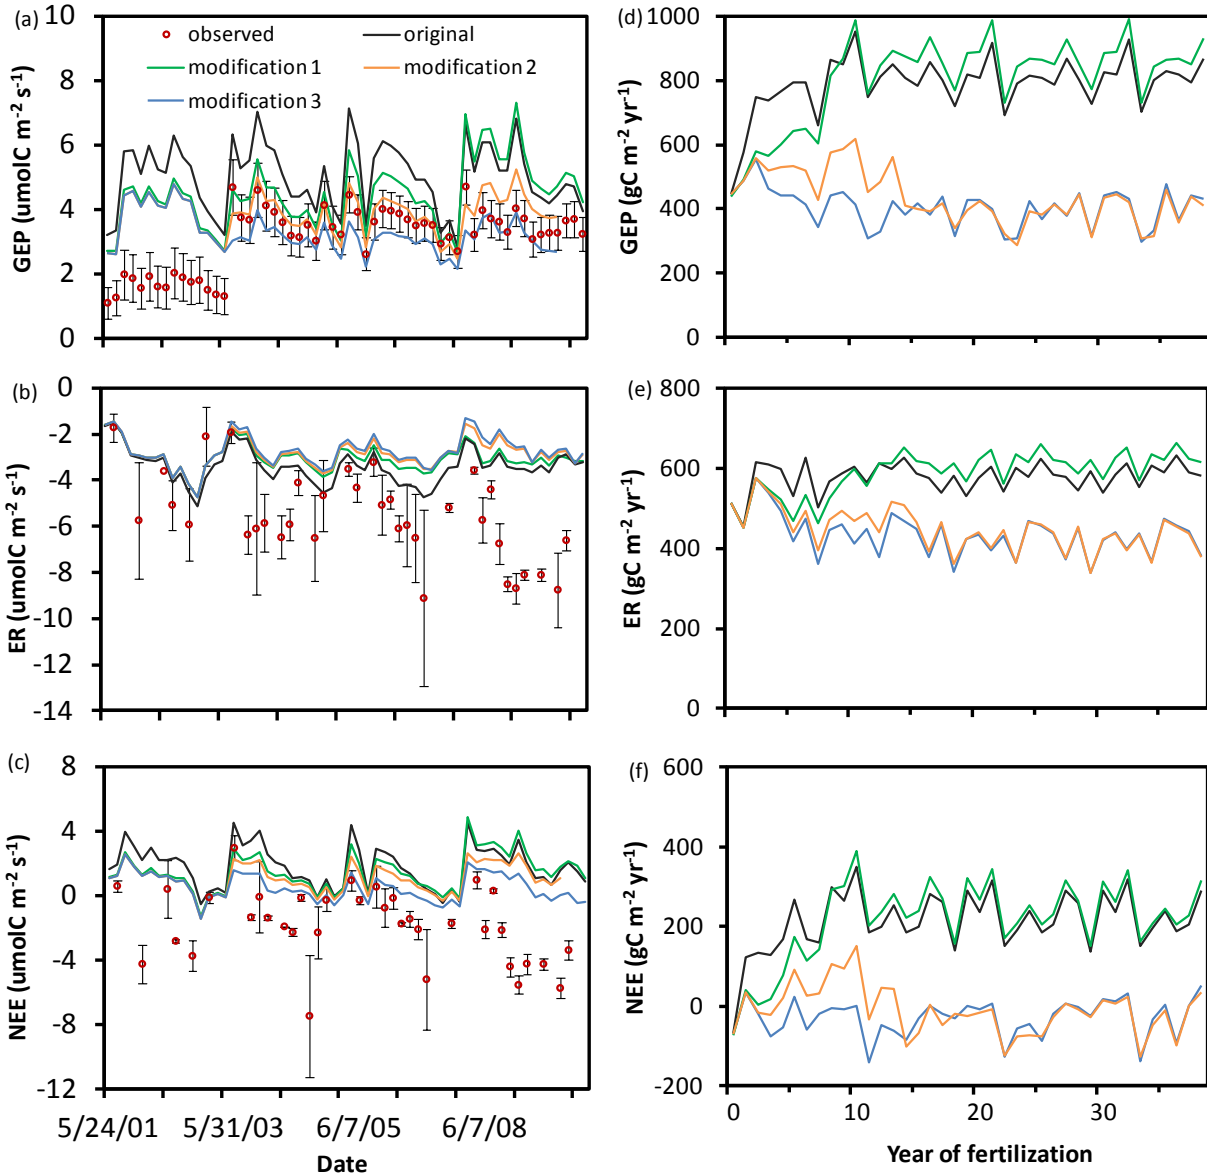 (a)
10
8
6
4
2
0
GEP (umolC m-2 s-1)
observed
original
modification 1
modification 2
modification 3
(d)
1000
800
600
400
200
0
GEP (gC m-2 yr-1)
(b)
-0
-2
-4
-6
-8
-10
-12
-14
ER (umolC m-2 s-1)
(e)
800
600
400
200
0
ER (gC m-2 yr-1)
(c)
8
4
0
-4
-8
-12
NEE (umolC m-2 s-1)
5/24/01 5/31/03 6/7/05 6/7/08
Date
(f)
600
400
200
0
-200
NEE (gC m-2 yr-1)
0 10 20 30
Year of fertilization